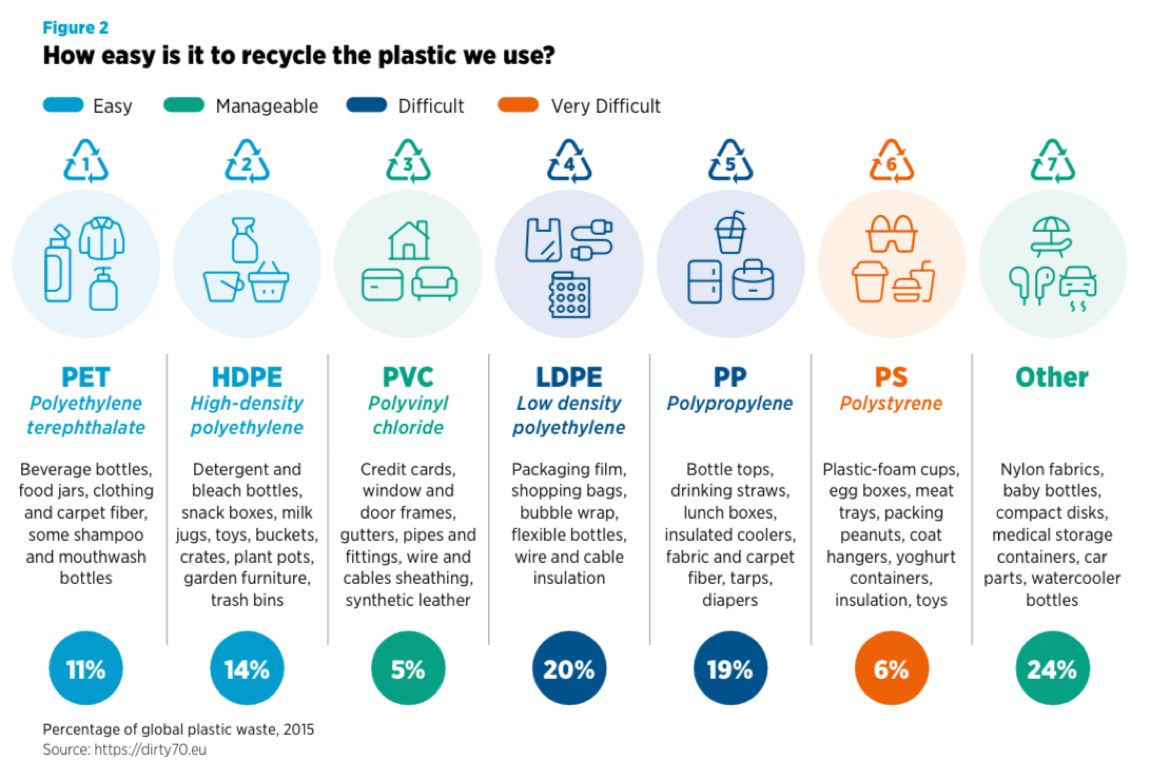 Figure 2
How easy is it to recycle the plastic we use?
Easy
Manageable
Difficult
Very Difficult
1
2
3
4
5
6
7
PET
Polyethylene
terephthalate
Beverage bottles,
food jars, clothing
and carpet fiber,
some shampoo
and mouthwash
bottles
11%
HDPE
High-density
polyethylene
Detergent and
bleach bottles,
snack boxes, milk
jugs, toys, buckets,
crates, plant pots,
garden furniture,
trash bins
14%
PVC
Polyvinyl
chloride
Credit cards,
window and
door frames,
gutters, pipes and
fittings, wire and
cables sheathing,
synthetic leather
5%
LDPE
Low density
polyethylene
Packaging film,
shopping bags,
bubble wrap,
flexible bottles,
wire and cable
insulation
20%
PP
Polypropylene
Bottle tops,
drinking straws,
lunch boxes,
insulated coolers,
fabric and carpet
fiber, tarps,
diapers
19%
PS
Polystyrene
Plastic-foam cups,
egg boxes, meat
trays, packing
peanuts, coat
hangers, yoghurt
containers,
insulation, toys
6%
Other
Nylon fabrics,
baby bottles,
compact disks,
medical storage
containers, car
parts, watercooler
bottles
24%
Percentage of global plastic waste, 2015
Source: https://dirty70.eu